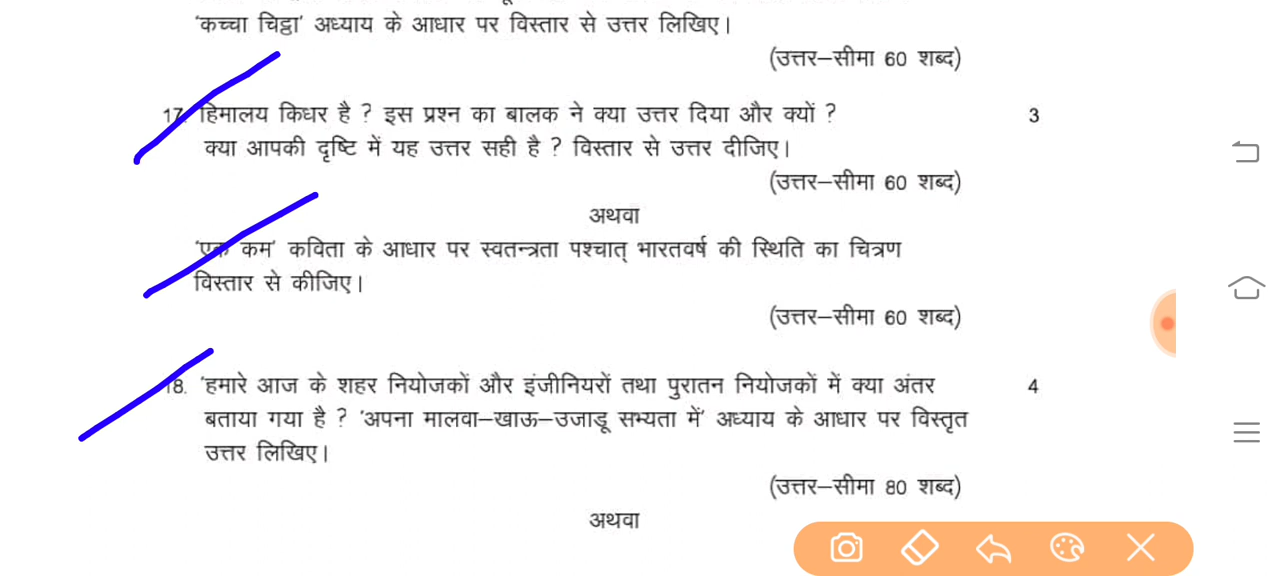 'कच्चा चिट्ठा' अध्याय के आधार पर विस्तार से उत्तर लिखिए।
(उत्तर–सीमा 60 शब्द)
17. हिमालय किधर है ? इस प्रश्न का बालक ने क्या उत्तर दिया और क्यों ? 3
क्या आपकी दृष्टि में यह उत्तर सही है ? विस्तार से उत्तर दीजिए।
(उत्तर–सीमा 60 शब्द)
अथवा
'एक कम' कविता के आधार पर स्वतन्त्रता पश्चात् भारतवर्ष की स्थिति का चित्रण
विस्तार से कीजिए।
(उत्तर–सीमा 60 शब्द)
18. 'हमारे आज के शहर नियोजकों और इंजीनियरों तथा पुरातन नियोजकों में क्या अंतर 4
बताया गया है ? 'अपना मालवा–खाऊ–उजाडू सभ्यता में' अध्याय के आधार पर विस्तृत
उत्तर लिखिए।
(उत्तर–सीमा 80 शब्द)
अथवा